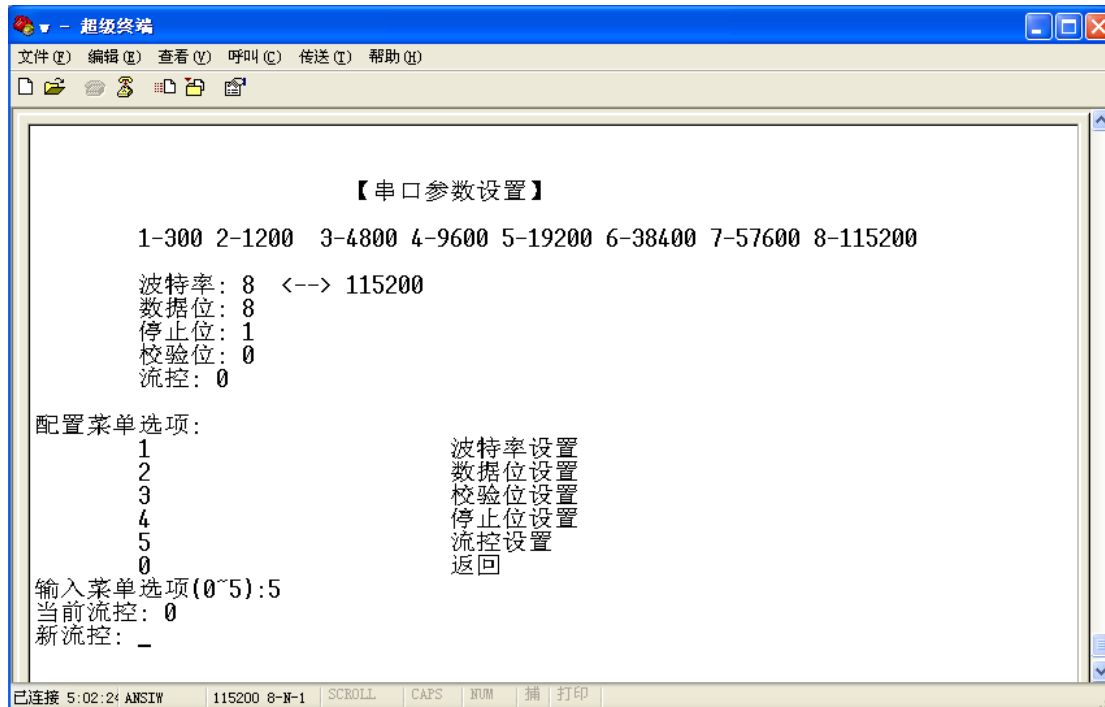 - 超级终端
文件(F) 编辑(E) 查看(V) 呼叫(C) 传送(T) 帮助(H)
【串口参数设置】
1-300 2-1200 3-4800 4-9600 5-19200 6-38400 7-57600 8-115200
波特率: 8 <--> 115200
数据位: 8
停止位: 1
校验位: 0
流控: 0
配置菜单选项:
1 波特率设置
2 数据位设置
3 校验位设置
4 停止位设置
5 流控设置
0 返回
输入菜单选项(0~5):5
当前流控: 0
新流控: _
已连接 5:02:24 ANSIW 115200 8-N-1 SCROLL CAPS NUM 捕 打印